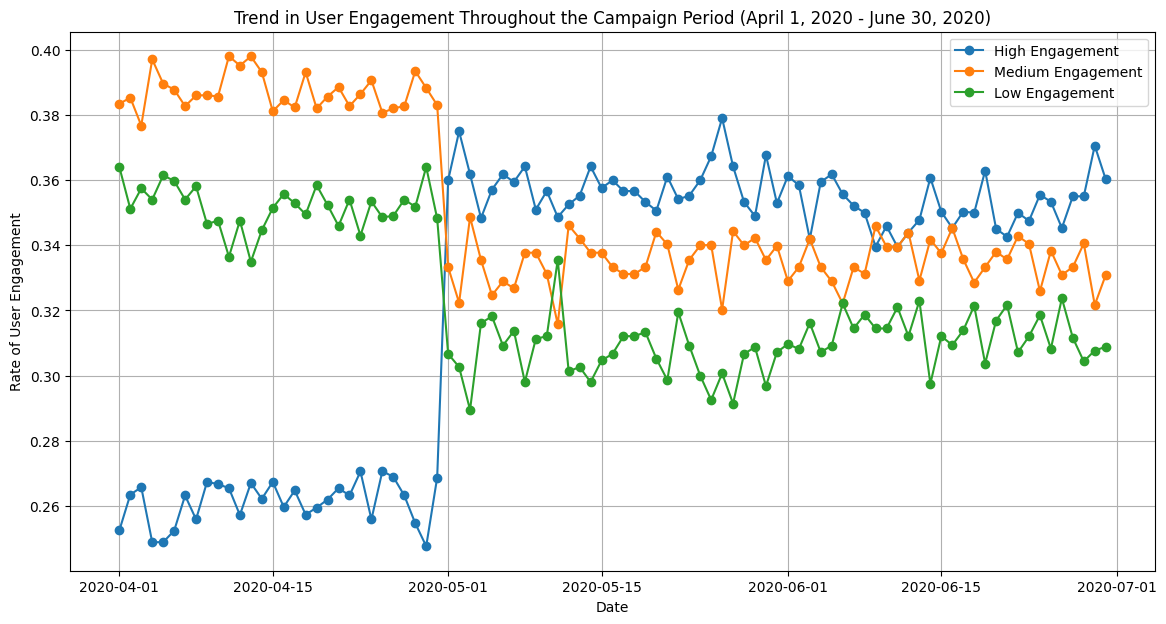 Trend in User Engagement Throughout the Campaign Period (April 1, 2020 - June 30, 2020)
High Engagement
Medium Engagement
Low Engagement
0.40
0.38
0.36
0.34
0.32
0.30
0.28
0.26
Rate of User Engagement
2020-04-01
2020-04-15
2020-05-01
2020-05-15
2020-06-01
2020-06-15
2020-07-01
Date